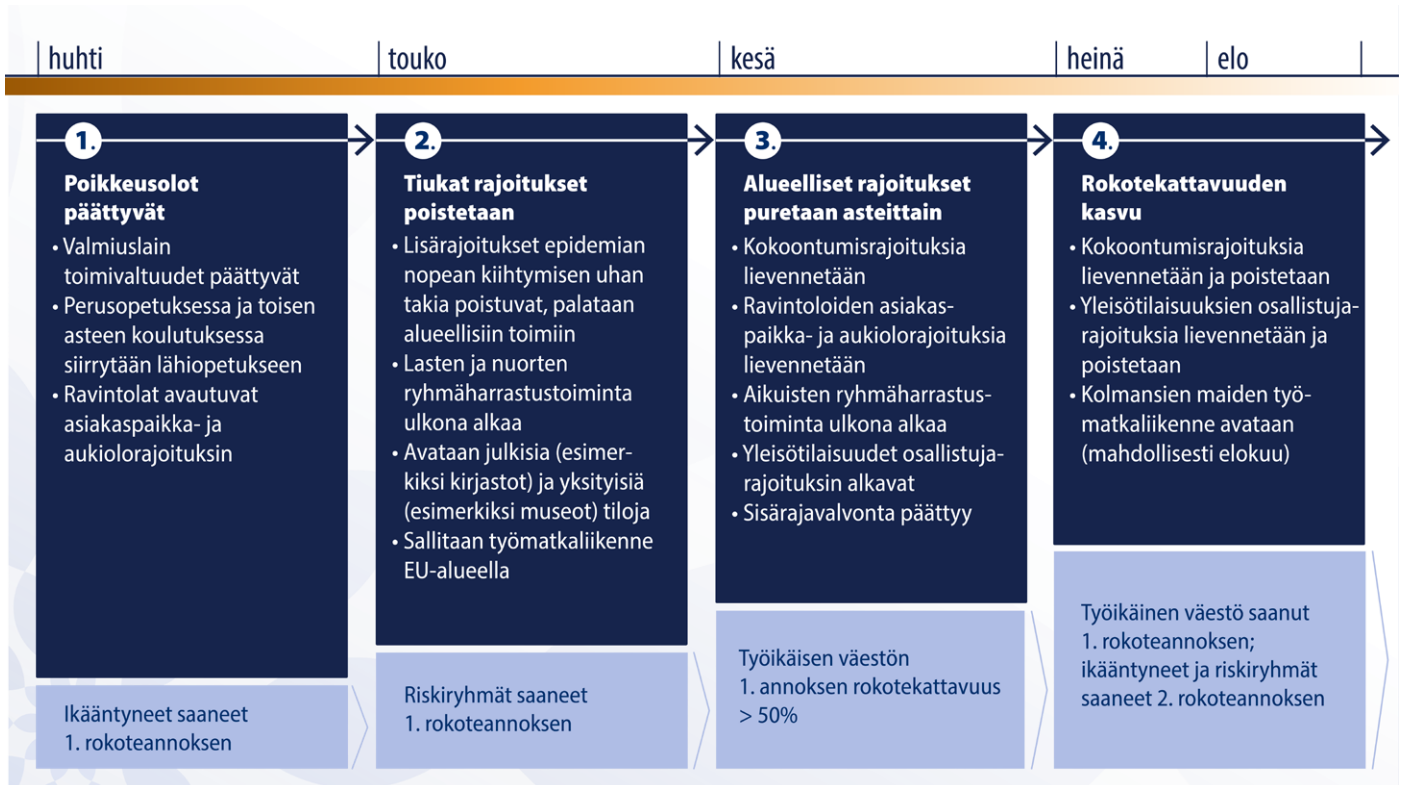 huhti
touko
kesä
heinä
elo
1.
Poikkeusolot
päättyvät
• Valmiuslain
toimivaltuudet päättyvät
• Perusopetuksessa ja toisen
asteen koulutuksessa
siirrytään lähiopetukseen
• Ravintolat avautuvat
asiakaspaikka- ja
aukiolorajoituksin
Ikääntyneet saaneet
1. rokoteannoksen
2.
Tiukat rajoitukset
poistetaan
• Lisärajoitukset epidemian
nopean kiihtymisen uhan
takia poistuvat, palataan
alueellisiin toimiin
• Lasten ja nuorten
ryhmäharrastustoiminta
ulkona alkaa
• Avataan julkisia (esimer-
kiksi kirjastot) ja yksityisiä
(esimerkiksi museot) tiloja
• Sallitaan työmatkaliikenne
EU-alueella
Riskiryhmät saaneet
1. rokoteannoksen
3.
Alueelliset rajoitukset
puretaan asteittain
• Kokoontumisrajoituksia
lievennetään
• Ravintoloiden asiakas-
paikka- ja aukiolorajoituksia
lievennetään
• Aikuisten ryhmäharrastus-
toiminta ulkona alkaa
• Yleisötilaisuudet osallistuja-
rajoituksin alkavat
• Sisärajavalvonta päättyy
Työikäisen väestön
1. annoksen rokotekattavuus
> 50%
4.
Rokotekattavuuden
kasvu
• Kokoontumisrajoituksia
lievennetään ja poistetaan
• Yleisötilaisuuksien osallistuja-
rajoituksia lievennetään ja
poistetaan
• Kolmansien maiden työ-
matkaliikenne avataan
(mahdollisesti elokuu)
Työikäinen väestö saanut
1. rokoteannoksen;
ikääntyneet ja riskiryhmät
saaneet 2. rokoteannoksen